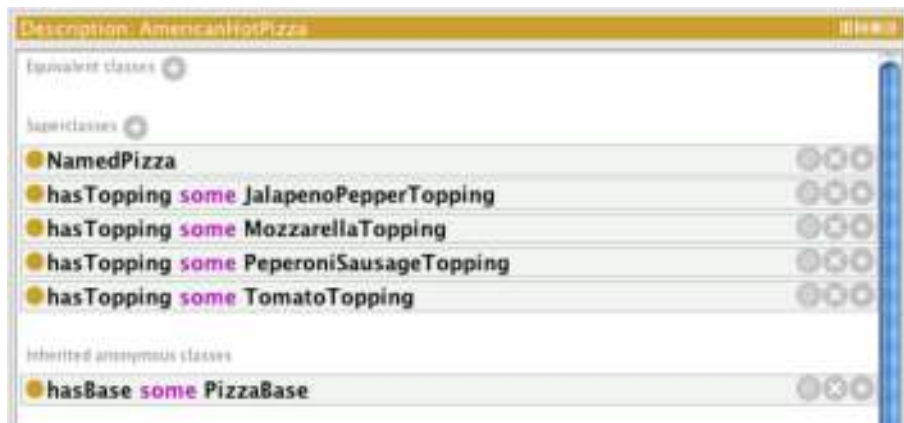 Description: AmericanHotPizza
Equivalent classes
Superclasses
NamedPizza
hasTopping some JalapenoPepperTopping
hasTopping some MozzarellaTopping
hasTopping some PeperoniSausageTopping
hasTopping some TomatoTopping
Inherited anonymous classes
hasBase some PizzaBase